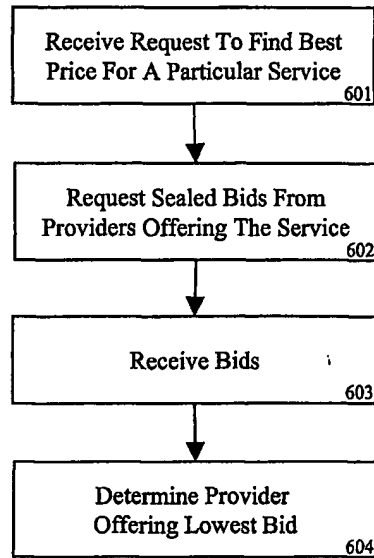 Receive Request To Find Best
Price For A Particular Service
601
Request Sealed Bids From
Providers Offering The Service
602
Receive Bids
603
Determine Provider
Offering Lowest Bid
604